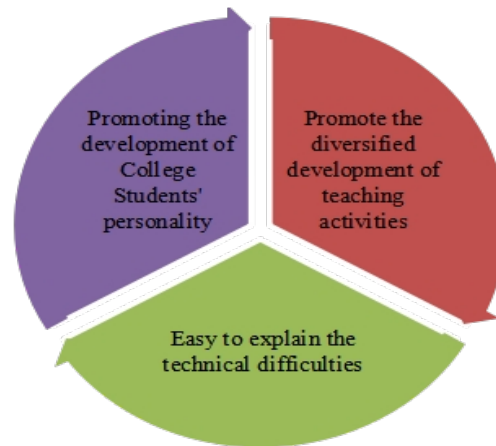 Promoting the
development of
College
Students'
personality
Promote the
diversified
development of
teaching
activities
Easy to explain the
technical difficulties